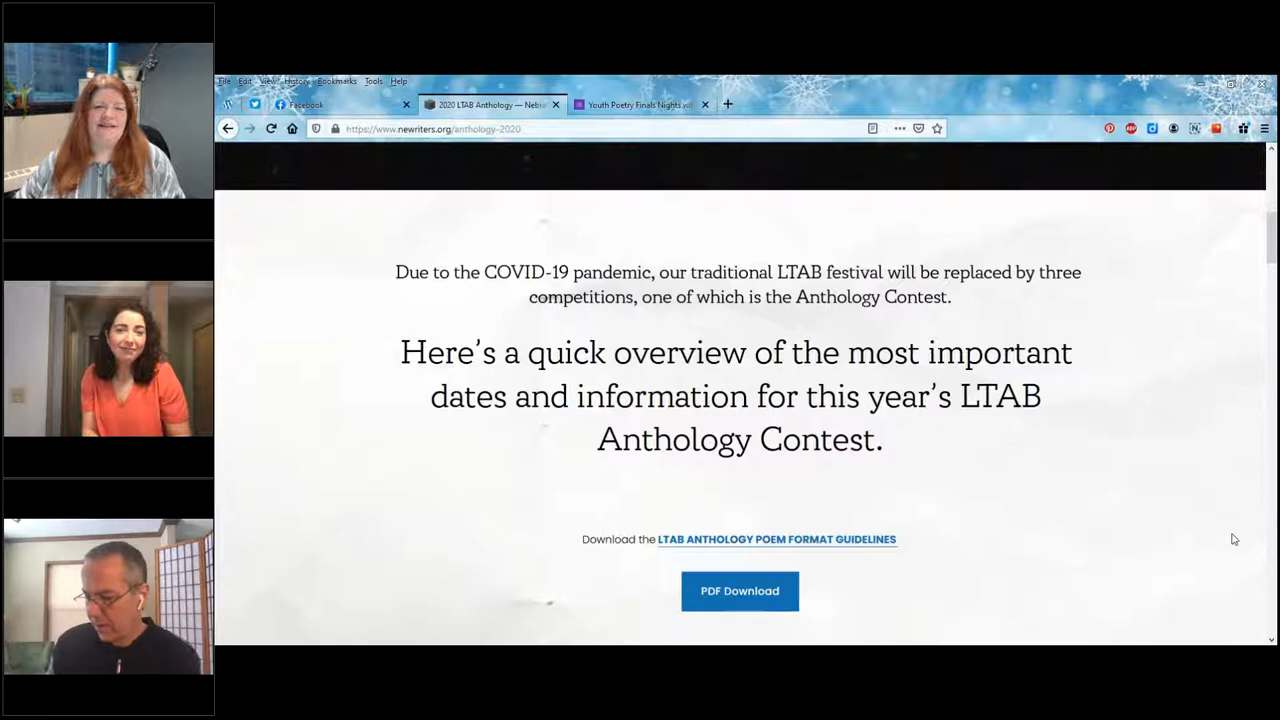 File Edit View History Bookmarks Tools Help
Facebook
2020 LTAB Anthology — Nebra
Youth Poetry Finals Nights wil
https://www.newriters.org/anthology-2020
Due to the COVID-19 pandemic, our traditional LTAB festival will be replaced by three
competitions, one of which is the Anthology Contest.
Here’s a quick overview of the most important
dates and information for this year’s LTAB
Anthology Contest.
Download the LTAB ANTHOLOGY POEM FORMAT GUIDELINES
PDF Download